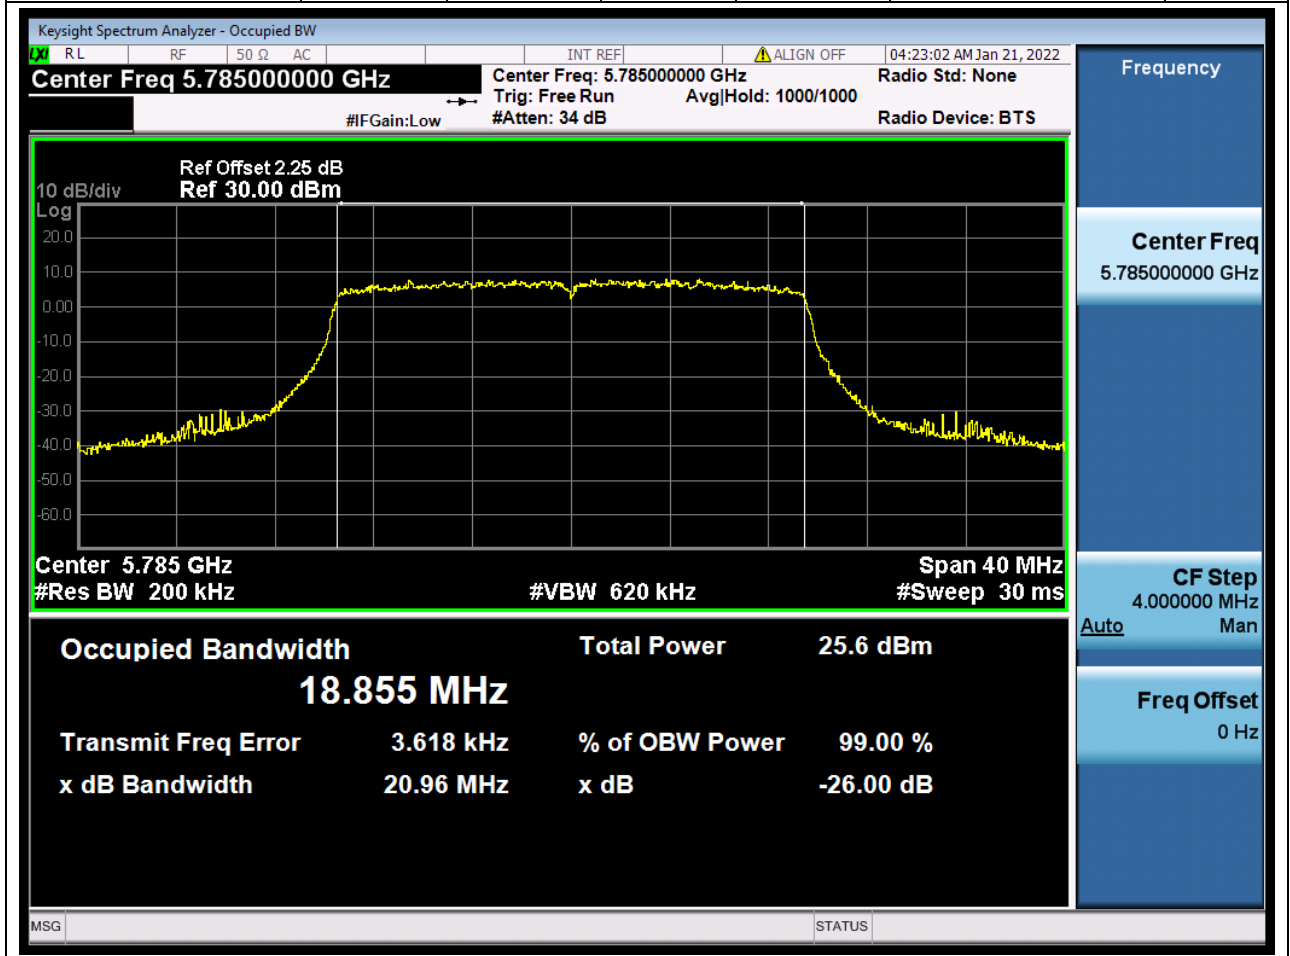 Keysight Spectrum Analyzer - Occupied BW
LXI RL RF 50 Ω AC INT REF ALIGN OFF 04:23:02 AM Jan 21, 2022
Center Freq 5.785000000 GHz
Center Freq: 5.785000000 GHz Radio Std: None
Trig: Free Run Avg|Hold: 1000/1000
#IFGain:Low #Atten: 34 dB Radio Device: BTS
Ref Offset 2.25 dB
10 dB/div Ref 30.00 dBm
Log
20.0
10.0
0.00
-10.0
-20.0
-30.0
-40.0
-50.0
-60.0
Center 5.785 GHz Span 40 MHz
#Res BW 200 kHz #VBW 620 kHz #Sweep 30 ms
Occupied Bandwidth Total Power 25.6 dBm
18.855 MHz
Transmit Freq Error 3.618 kHz % of OBW Power 99.00 %
x dB Bandwidth 20.96 MHz x dB -26.00 dB
MSG STATUS
Frequency
Center Freq
5.785000000 GHz
CF Step
4.000000 MHz
Auto Man
Freq Offset
0 Hz